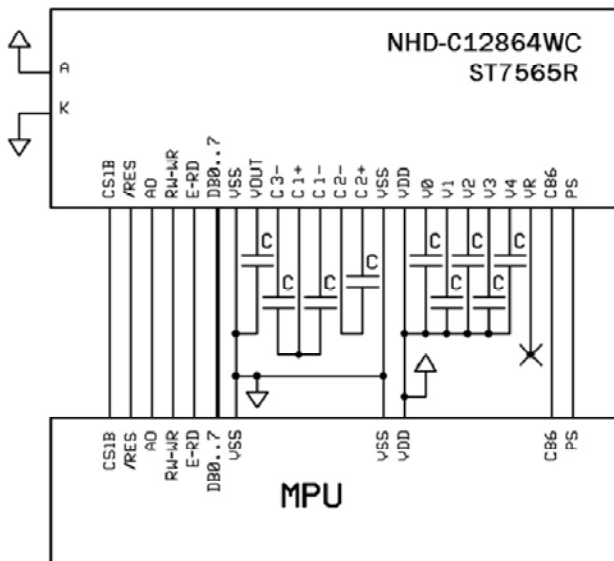 NHD-C12864WC
ST7565R
A
K
CS1B
/RES
AO
RW-WR
E-RD
DB0..7
VSS
VOUT
C3-
C1+
C1-
C2-
C2+
VSS
VDD
V0
V1
V2
V3
V4
VR
CB6
PS
C
C
C
C
C
C
C
C
C
CS1B
/RES
AO
RW-WR
E-RD
DB0..7
VSS
VSS
VDD
CB6
PS
MPU